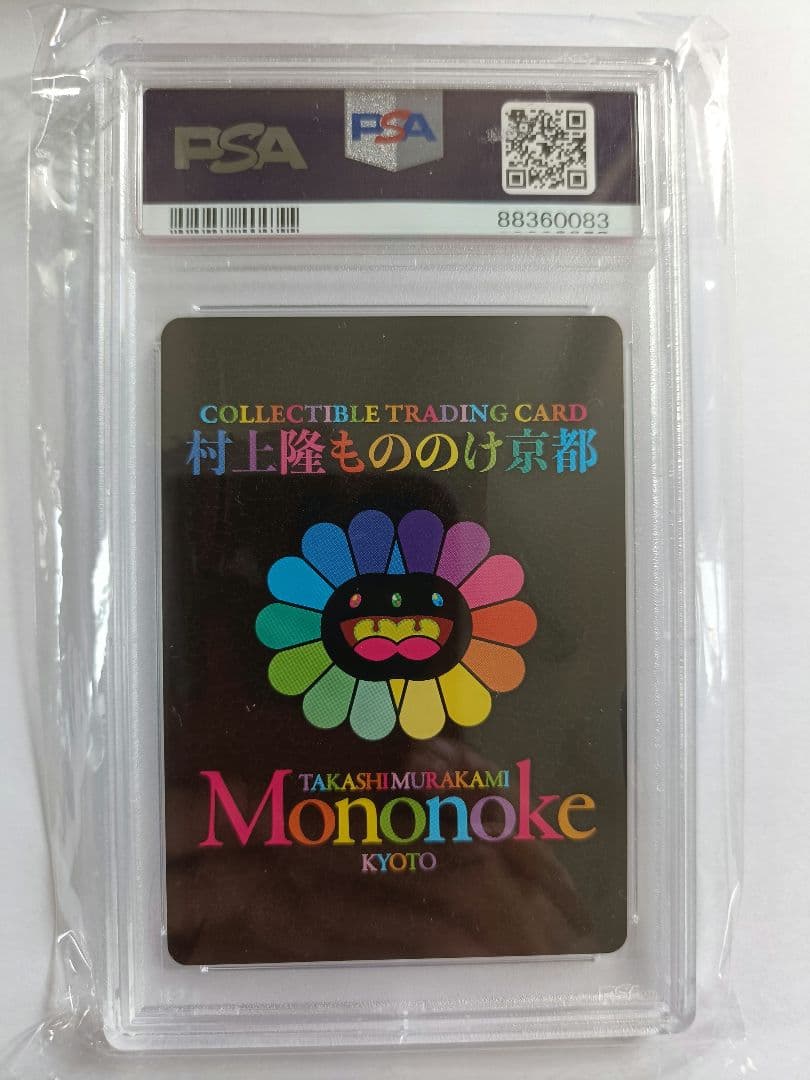 PSA
PSA
88360083
COLLECTIBLE TRADING CARD
村上隆もののけ京都
TAKASHI MURAKAMI
Mononoke
KYOTO
PSA